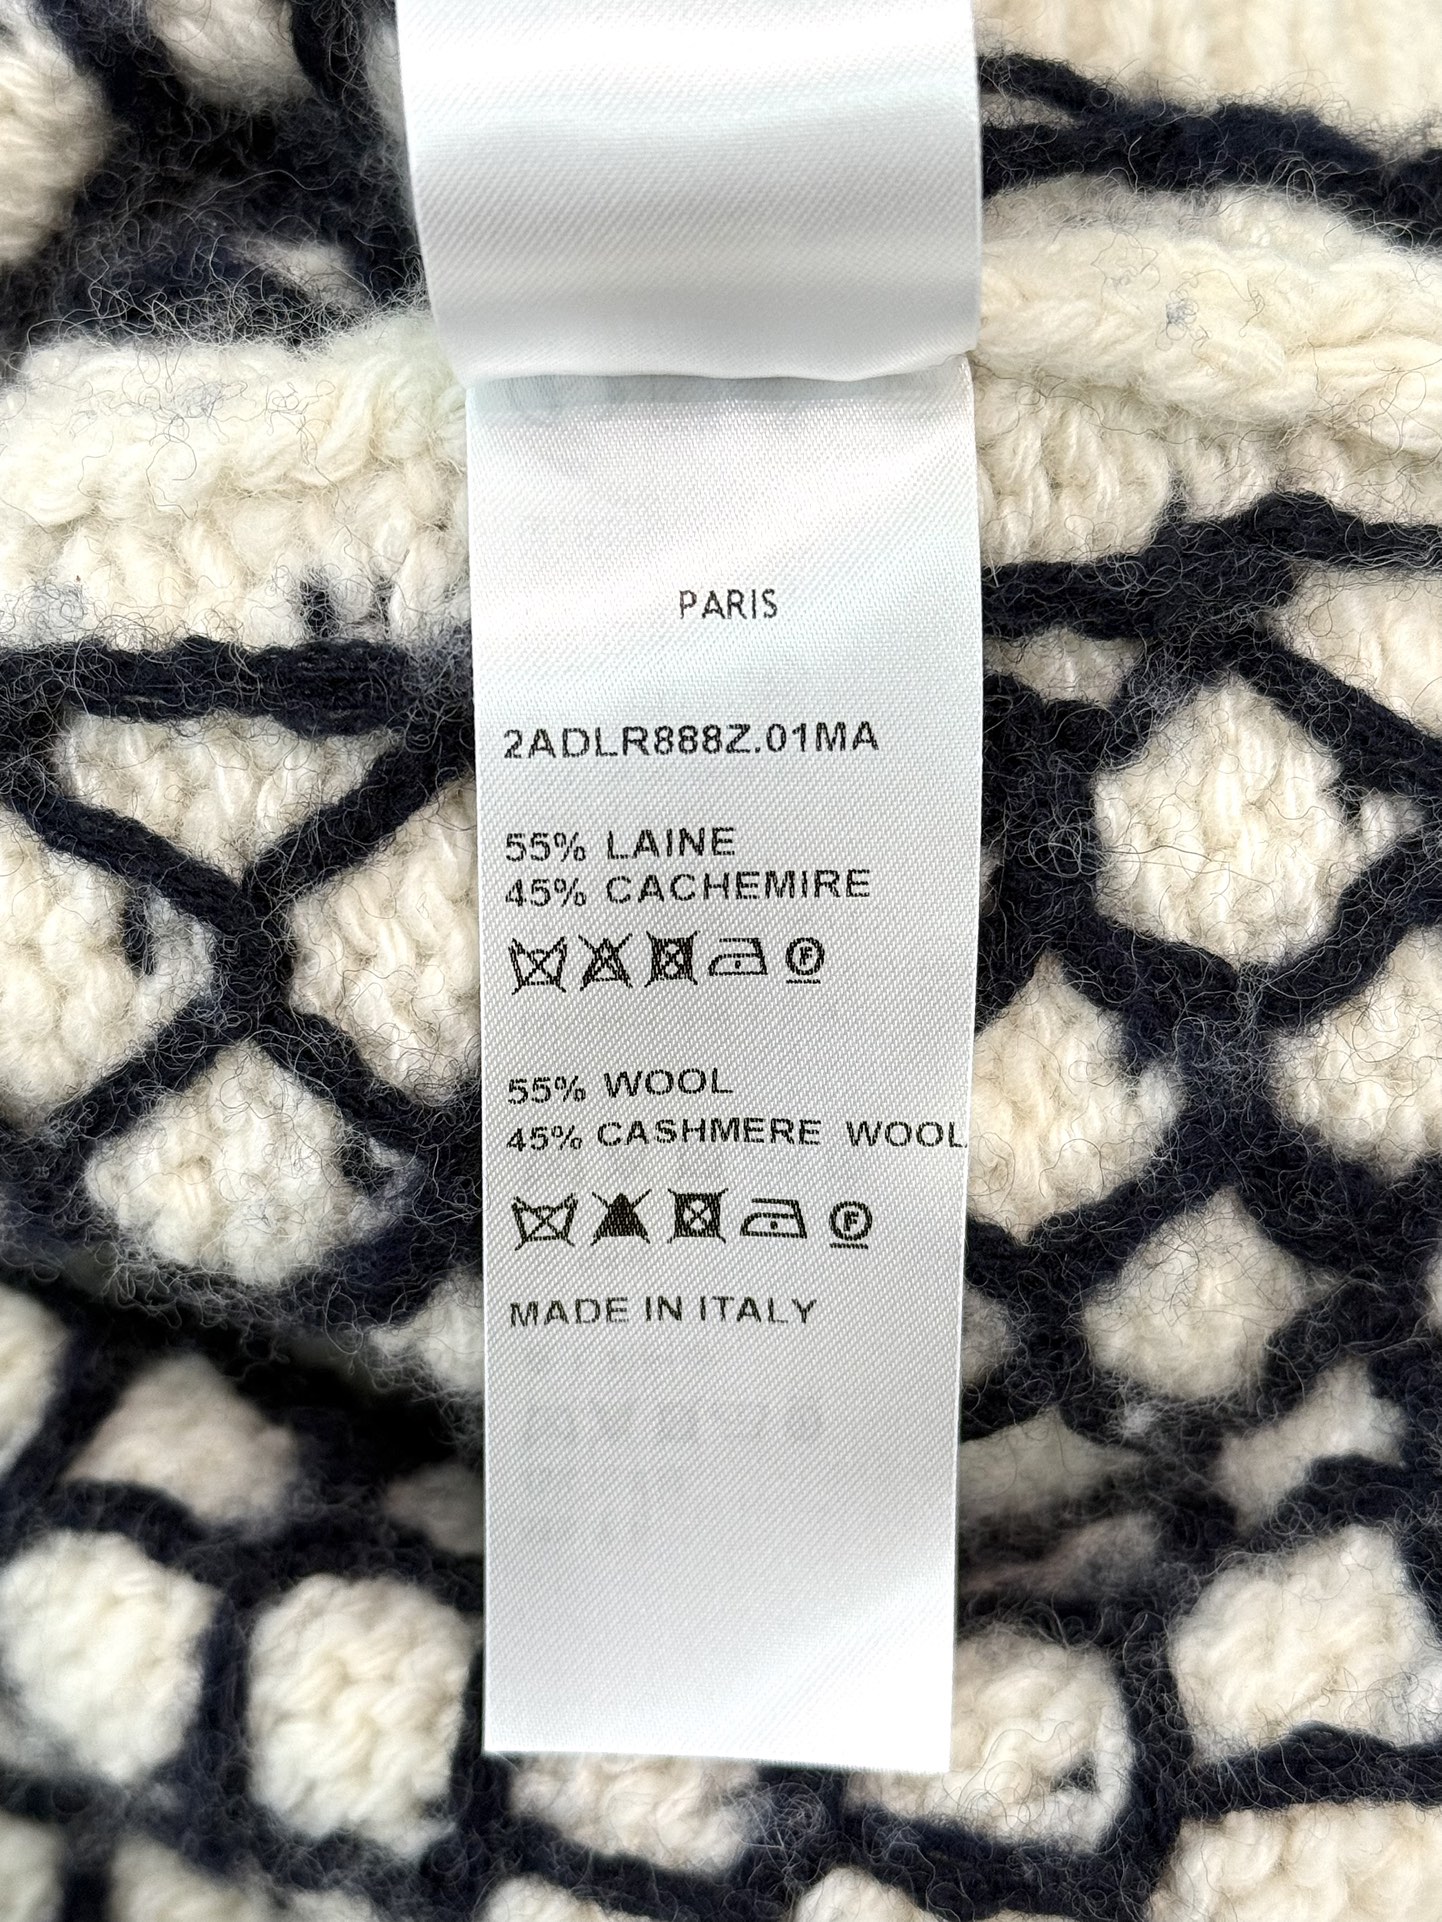 PARIS
2ADLR888Z.01MA
55% LAINE
45% CACHEMIRE
F
55% WOOL
45% CASHMERE WOOL
F
MADE IN ITALY